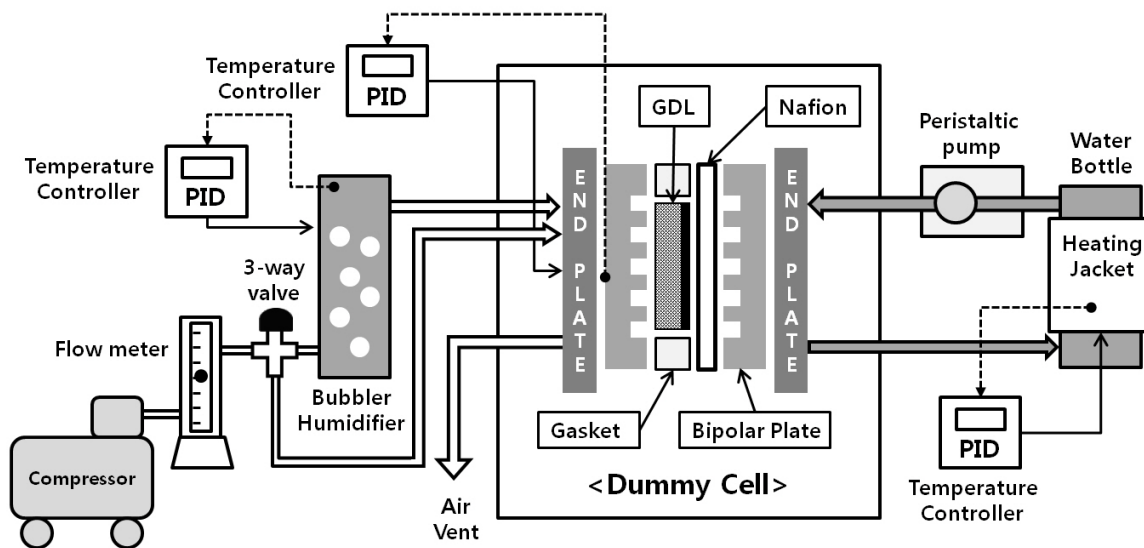 Temperature
Controller
PID
Temperature
Controller
PID
GDL
Nafion
Peristaltic
pump
Water
Bottle
Heating
Jacket
3-way
valve
Flow meter
Bubbler
Humidifier
Compressor
END PLATE
END PLATE
Gasket
Bipolar Plate
<Dummy Cell>
Air
Vent
PID
Temperature
Controller